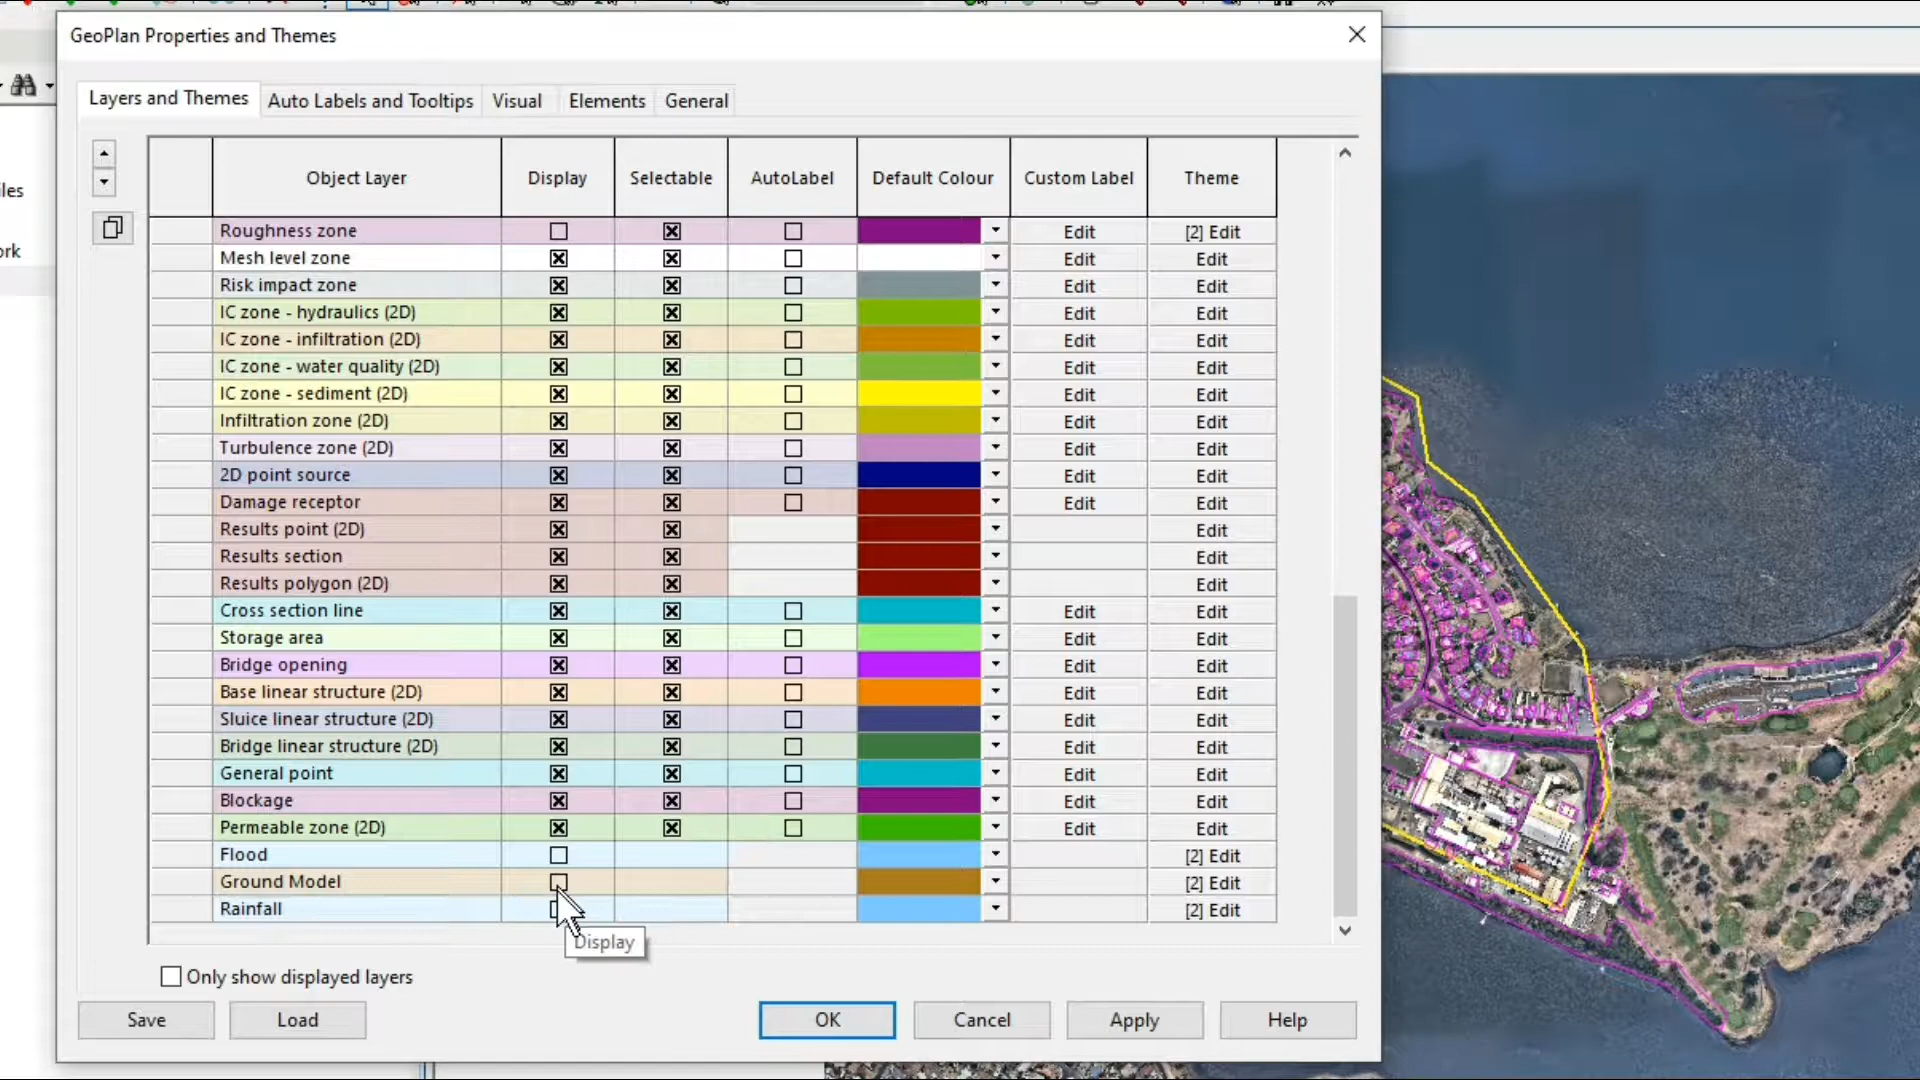 GeoPlan Properties and Themes
Layers and Themes Auto Labels and Tooltips Visual Elements General
iles
ork
Object Layer Display Selectable AutoLabel Default Colour Custom Label Theme
Roughness zone Edit [2] Edit
Mesh level zone Edit Edit
Risk impact zone Edit Edit
IC zone - hydraulics (2D) Edit Edit
IC zone - infiltration (2D) Edit Edit
IC zone - water quality (2D) Edit Edit
IC zone - sediment (2D) Edit Edit
Infiltration zone (2D) Edit Edit
Turbulence zone (2D) Edit Edit
2D point source Edit Edit
Damage receptor Edit Edit
Results point (2D) Edit
Results section Edit
Results polygon (2D) Edit
Cross section line Edit Edit
Storage area Edit Edit
Bridge opening Edit Edit
Base linear structure (2D) Edit Edit
Sluice linear structure (2D) Edit Edit
Bridge linear structure (2D) Edit Edit
General point Edit Edit
Blockage Edit Edit
Permeable zone (2D) Edit Edit
Flood [2] Edit
Ground Model [2] Edit
Rainfall [2] Edit
Display
Only show displayed layers
Save Load OK Cancel Apply Help